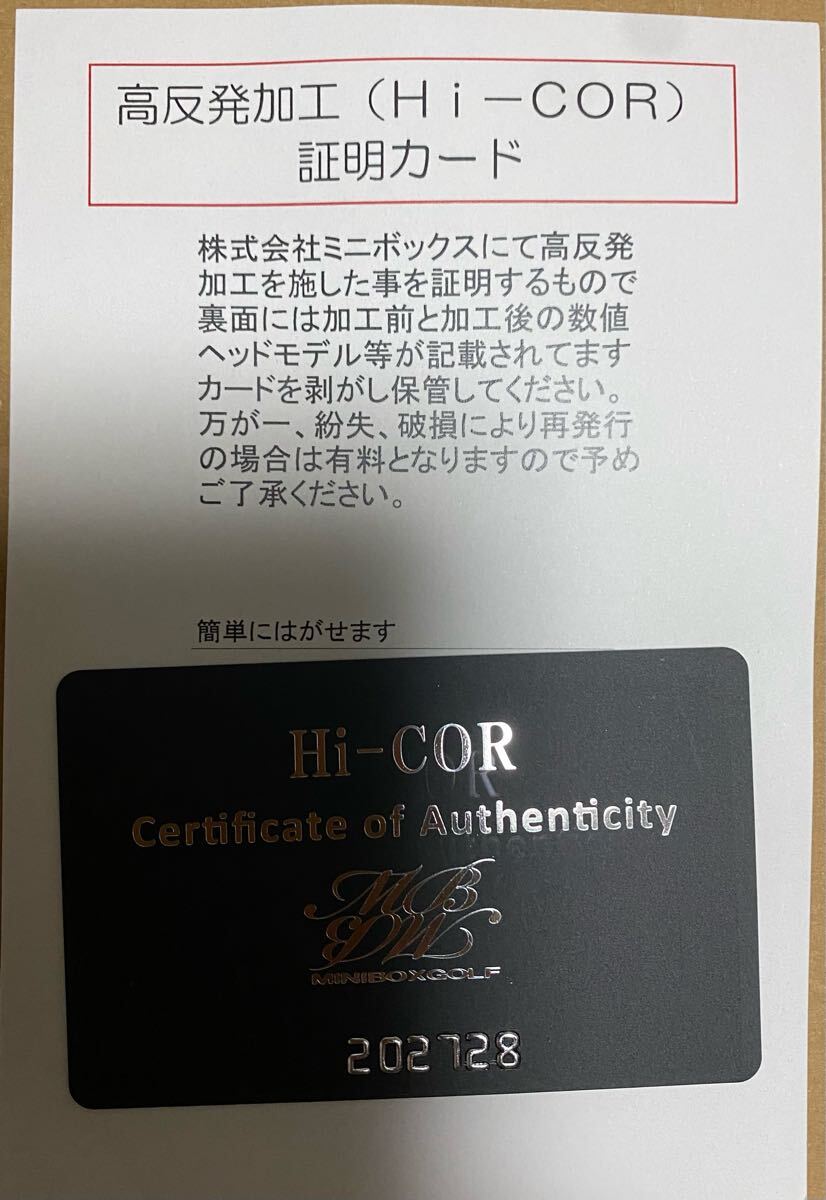 高反発加工（Ｈｉ－ＣＯＲ）
証明カード
株式会社ミニボックスにて高反発
加工を施した事を証明するもので
裏面には加工前と加工後の数値
ヘッドモデル等が記載されてます
カードを剥がし保管してください。
万が一、紛失、破損により再発行
の場合は有料となりますので予め
ご了承ください。
簡単にはがせます
Hi-COR
Certificate of Authenticity
MB
DW
MINIBOXGOLF
202728